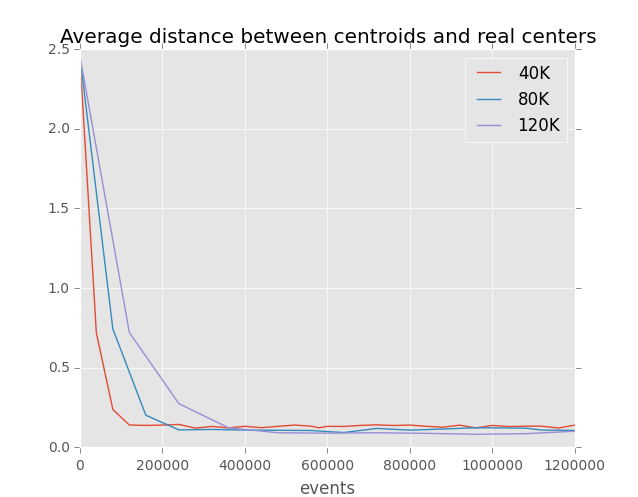 Average distance between centroids and real centers
2.5
2.0
1.5
1.0
0.5
0.0
40K
80K
120K
0 200000 400000 600000 800000 1000000 1200000
events